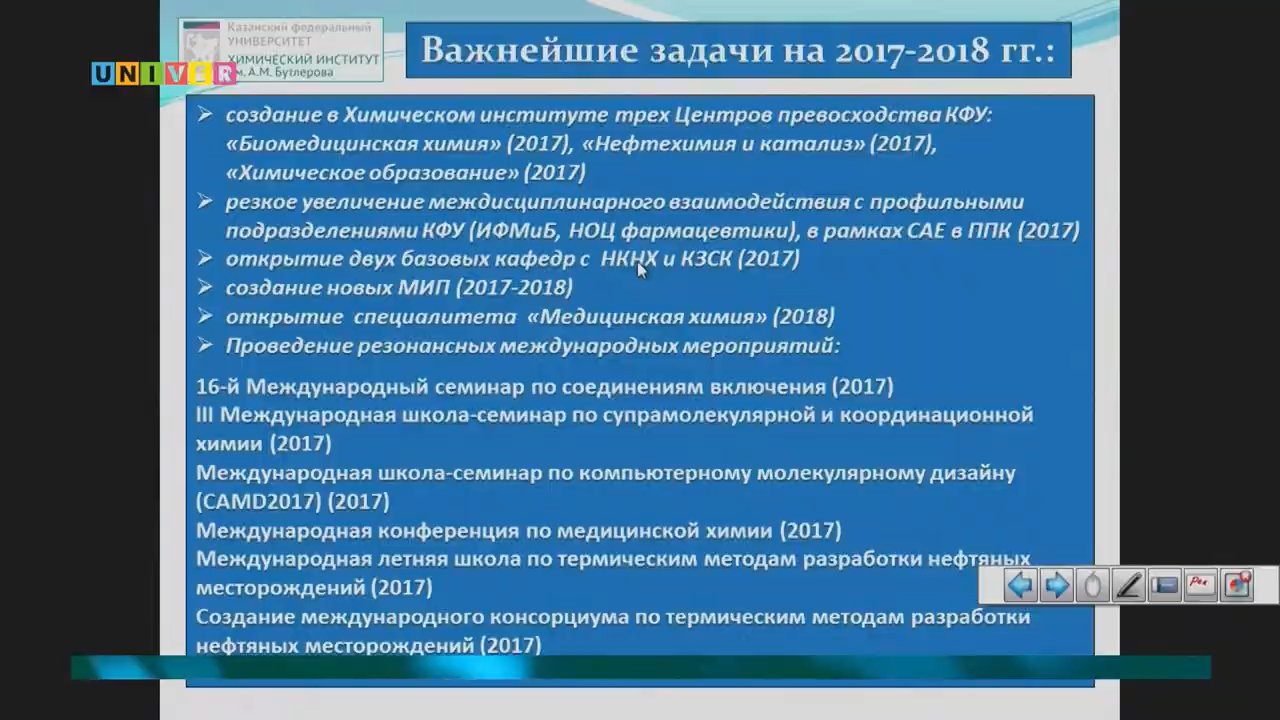 Казанский федеральный
УНИВЕРСИТЕТ
ХИМИЧЕСКИЙ ИНСТИТУТ
им. А.М. Бутлерова
UNIVER
Важнейшие задачи на 2017-2018 гг.:
создание в Химическом институте трех Центров превосходства КФУ:
«Биомедицинская химия» (2017), «Нефтехимия и катализ» (2017),
«Химическое образование» (2017)
резкое увеличение междисциплинарного взаимодействия с профильными
подразделениями КФУ (ИФМиБ, НОЦ фармацевтики), в рамках САЕ в ППК (2017)
открытие двух базовых кафедр с НКНХ и КЗСК (2017)
создание новых МИП (2017-2018)
открытие специалитета «Медицинская химия» (2018)
Проведение резонансных международных мероприятий:
16-й Международный семинар по соединениям включения (2017)
III Международная школа-семинар по супрамолекулярной и координационной
химии (2017)
Международная школа-семинар по компьютерному молекулярному дизайну
(CAMD2017) (2017)
Международная конференция по медицинской химии (2017)
Международная летняя школа по термическим методам разработки нефтяных
месторождений (2017)
Создание международного консорциума по термическим методам разработки
нефтяных месторождений (2017)